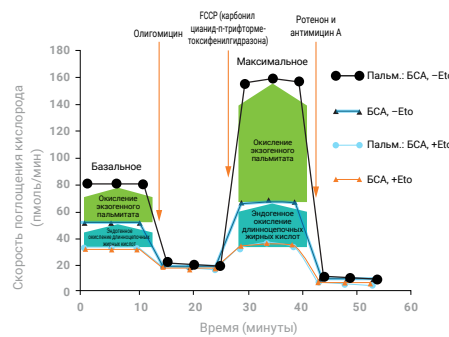 FCCP (карбонил
цианид-п-трифторме-
токсифенилгидразона)
Олигомицин
Ротенон и
антимицин А
Скорость поглощения кислорода
(пмоль/мин)
180
160
140
120
100
80
60
40
20
0
Базальное
Максимальное
Окисление
экзогенного
пальмитата
Эндогенное
окисление длинноцепочечных
жирных кислот
Окисление
экзогенного
пальмитата
Эндогенное
окисление
длинноцепочечных
жирных кислот
Пальм.: БСА, –Eto
БСА, –Eto
Пальм.: БСА, +Eto
БСА, +Eto
0
10
20
30
40
50
60
Время (минуты)